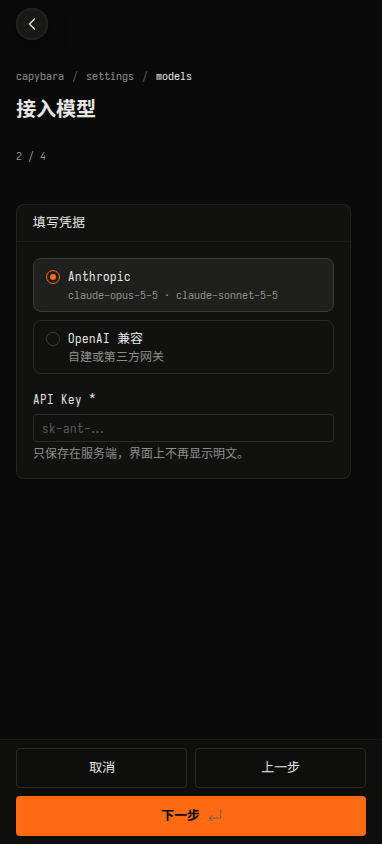 capybara / settings / models
接入模型
2 / 4
填写凭据
Anthropic
claude-opus-5-5 · claude-sonnet-5-5
OpenAI 兼容
自建或第三方网关
API Key *
sk-ant-...
只保存在服务端，界面上不再显示明文。
取消
上一步
下一步